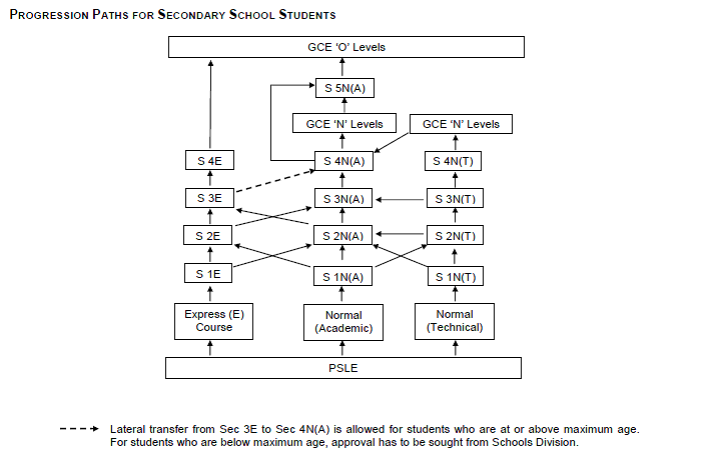 PROGRESSION PATHS FOR SECONDARY SCHOOL STUDENTS
GCE 'O' Levels
S 5N(A)
GCE 'N' Levels
GCE 'N' Levels
S 4E
S 4N(A)
S 4N(T)
S 3E
S 3N(A)
S 3N(T)
S 2E
S 2N(A)
S 2N(T)
S 1E
S 1N(A)
S 1N(T)
Express (E)
Course
Normal
(Academic)
Normal
(Technical)
PSLE
Lateral transfer from Sec 3E to Sec 4N(A) is allowed for students who are at or above maximum age.
For students who are below maximum age, approval has to be sought from Schools Division.